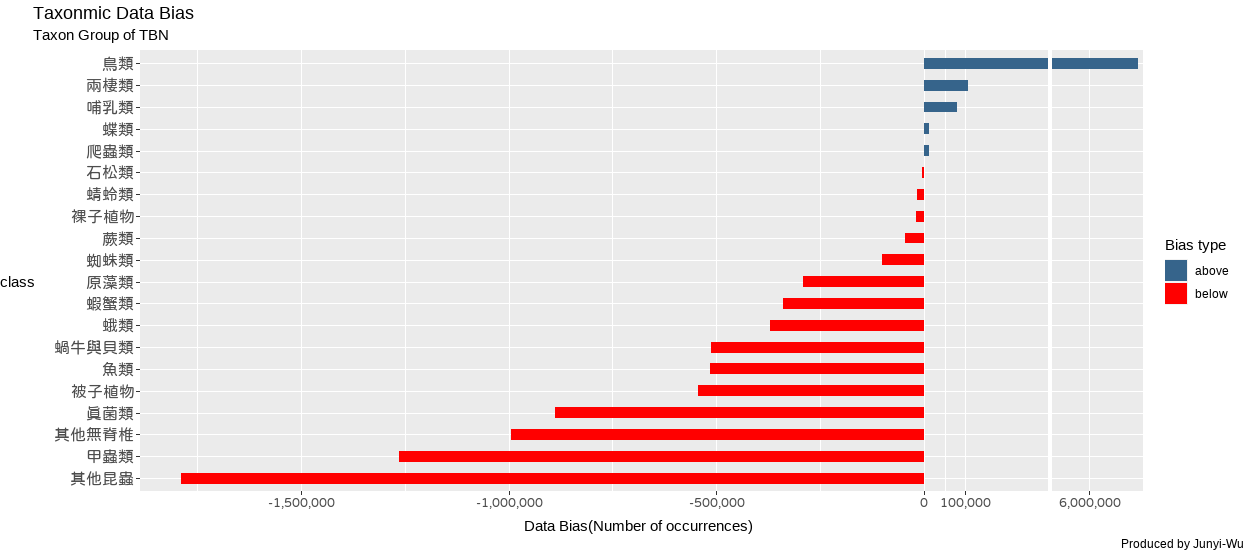 Taxonmic Data Bias
Taxon Group of TBN
鳥類
兩棲類
哺乳類
蝶類
爬蟲類
石松類
蜻蛉類
裸子植物
蕨類
蜘蛛類
class
原藻類
蝦蟹類
蛾類
蝸牛與貝類
魚類
被子植物
真菌類
其他無脊椎
甲蟲類
其他昆蟲
-1,500,000 -1,000,000 -500,000 0 100,000 6,000,000
Data Bias(Number of occurrences)
Bias type
above
below
Produced by Junyi-Wu